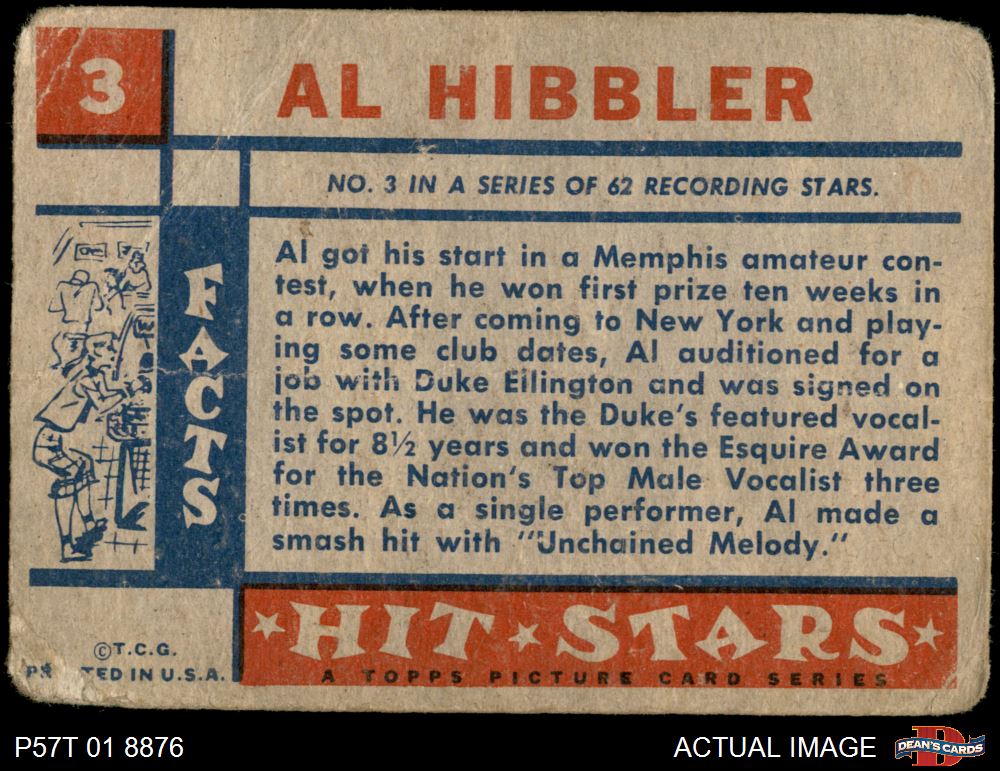 3
AL HIBBLER
NO. 3 IN A SERIES OF 62 RECORDING STARS.
FACTS
Al got his start in a Memphis amateur con-
test, when he won first prize ten weeks in
a row. After coming to New York and play-
ing some club dates, Al auditioned for a
job with Duke Ellington and was signed on
the spot. He was the Duke's featured vocal-
ist for 8½ years and won the Esquire Award
for the Nation's Top Male Vocalist three
times. As a single performer, Al made a
smash hit with "Unchained Melody."
HIT STARS
A TOPPS PICTURE CARD SERIES
©T.C.G.
TED IN U.S.A.
P57T 01 8876
ACTUAL IMAGE
DEAN'S CARDS